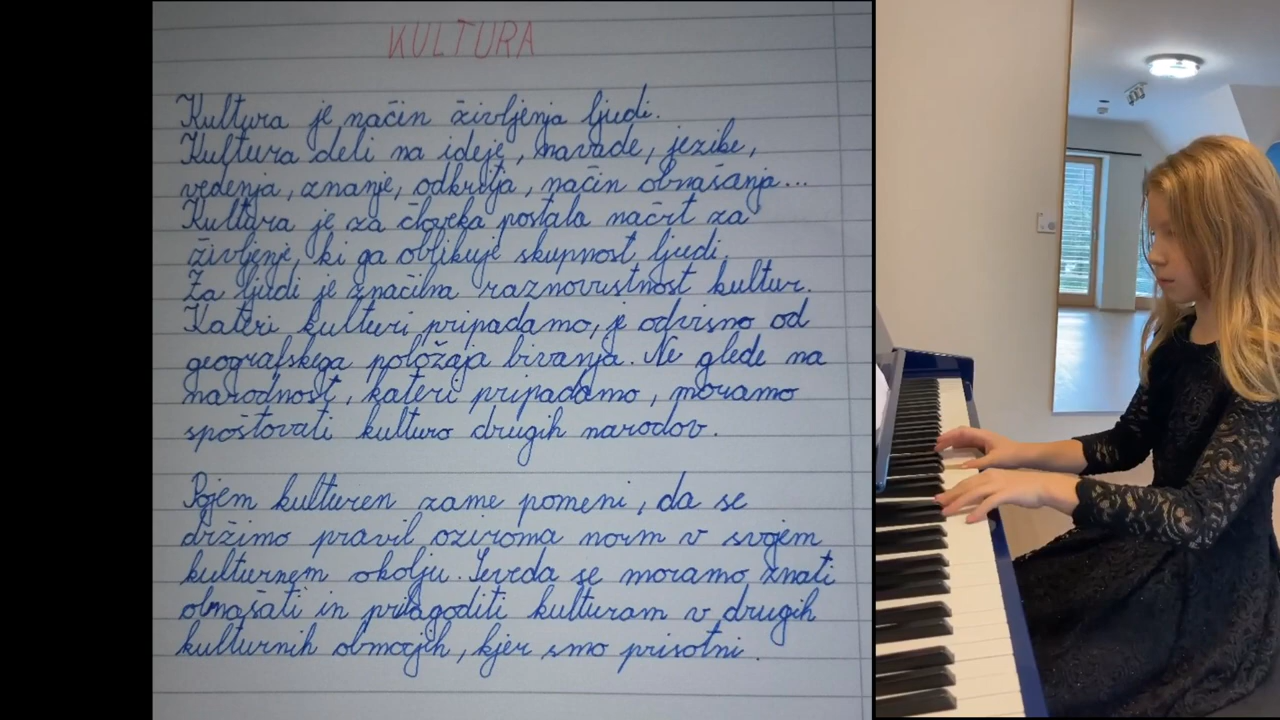 KULTURA
Kultura je način življenja ljudi.
Kultura deli na ideje, navade, jezike,
vedenja, znanje, odkritja, način obnašanja...
Kultura je za človeka postala načrt za
življenje, ki ga oblikuje skupnost ljudi.
Za ljudi je značilna raznovrstnost kultur.
Kateri kulturi pripadamo, je odvisno od
geografskega položaja bivanja. Ne glede na
narodnost, kateri pripadamo, moramo
spoštovati kulturo drugih narodov.
Pojem kulturen zame pomeni, da se
držimo pravil oziroma norm v svojem
kulturnem okolju. Seveda se moramo znati
obnašati in prilagoditi kulturam v drugih
kulturnih območjih, kjer smo prisotni.